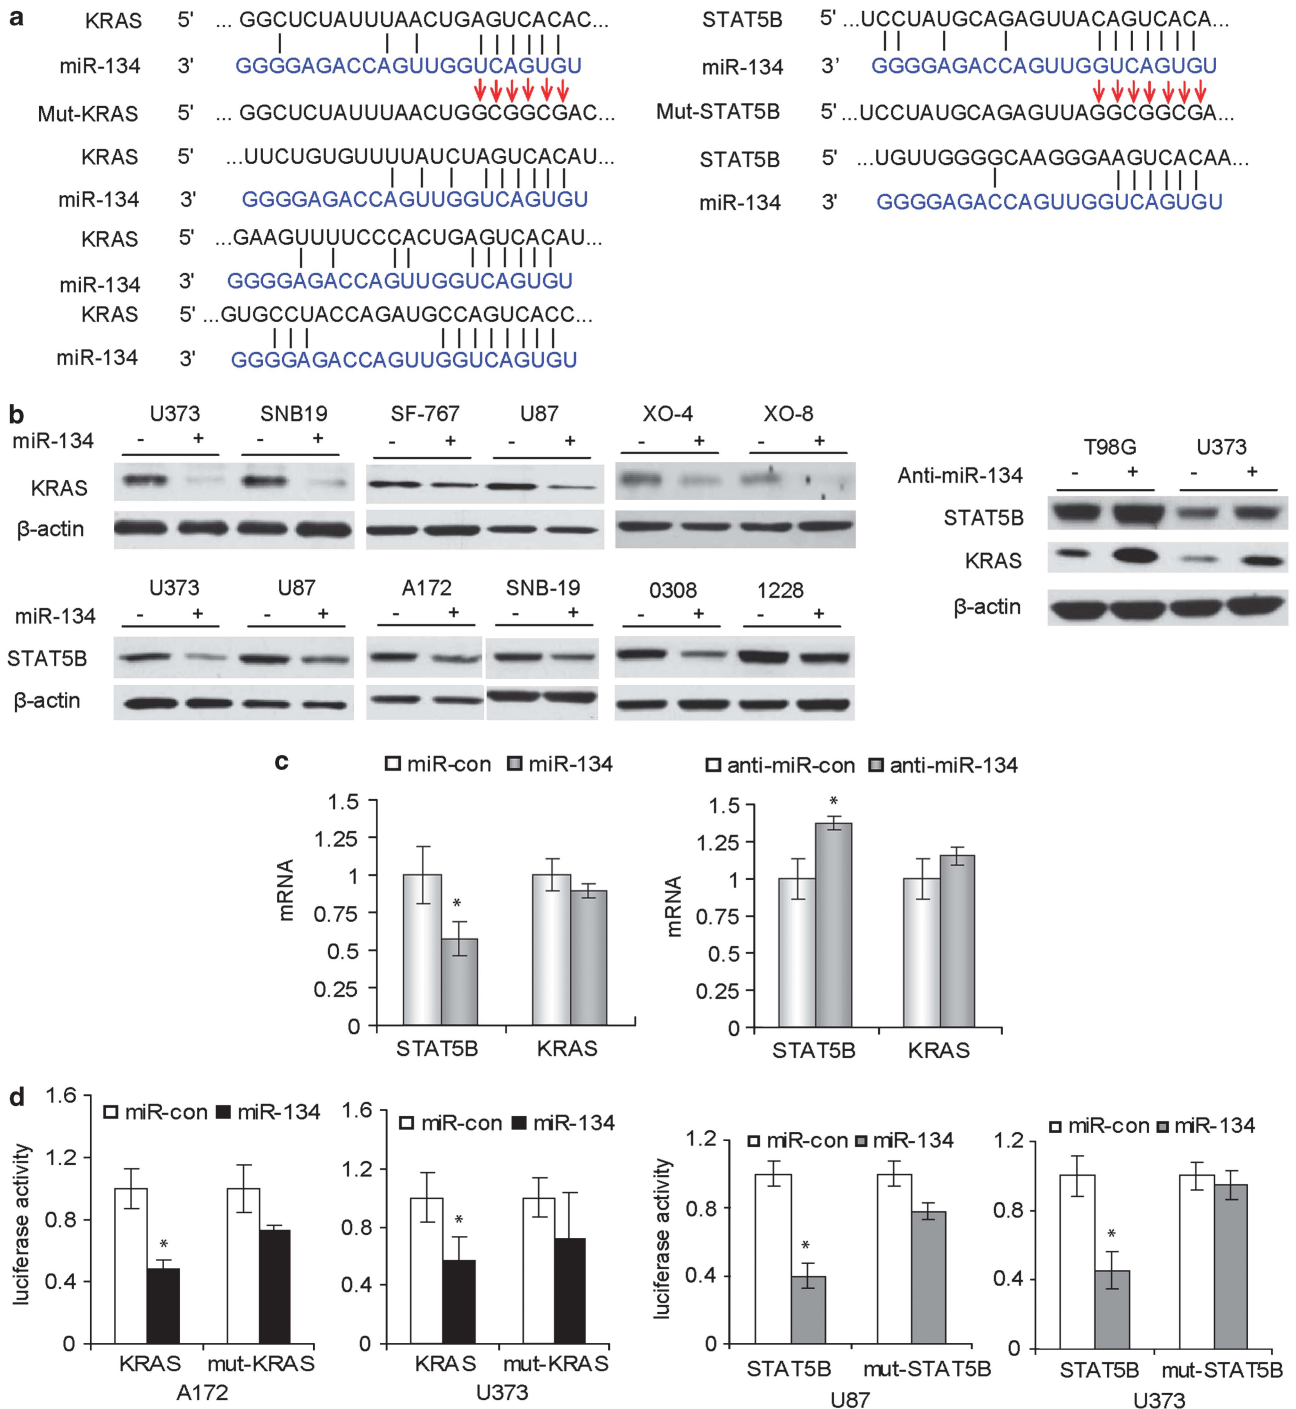 a
KRAS 5' ... GGCUCUAUUUAACUGAGUCACAC...
miR-134 3' GGGGAGACCAGUUGGUCAGUGU
Mut-KRAS 5' ... GGCUCUAUUUAACUGGCGGCGAC...
KRAS 5' ...UUCUGUGUUUUAUCUAGUCACAU...
miR-134 3' GGGGAGACCAGUUGGUCAGUGU
KRAS 5' ...GAAGUUUUCCCACUGAGUCACAU...
miR-134 3' GGGGAGACCAGUUGGUCAGUGU
KRAS 5' ...GUGCCUACCAGAUGCCAGUCACC...
miR-134 3' GGGGAGACCAGUUGGUCAGUGU
STAT5B 5' ...UCCUAUGCAGAGUUACAGUCACA...
miR-134 3' GGGGAGACCAGUUGGUCAGUGU
Mut-STAT5B 5' ...UCCUAUGCAGAGUUAGGCGGCGA...
STAT5B 5' ...UGUUGGGGCAAGGGAAGUCACAA...
miR-134 3' GGGGAGACCAGUUGGUCAGUGU
b
U373 SNB19 SF-767 U87 XO-4 XO-8
miR-134 - + - + - + - + - + - +
KRAS
β-actin
U373 U87 A172 SNB-19 0308 1228
miR-134 - + - + - + - + - + - +
STAT5B
β-actin
T98G U373
Anti-miR-134 - + - +
STAT5B
KRAS
β-actin
c
miR-con miR-134
mRNA
1.5
1.25
1
0.75
0.5
0.25
0
*
STAT5B KRAS
anti-miR-con anti-miR-134
mRNA
1.5
1.25
1
0.75
0.5
0.25
0
*
STAT5B KRAS
d
miR-con miR-134
luciferase activity
1.6
1.2
0.8
0.4
0
*
KRAS mut-KRAS
A172
miR-con miR-134
1.6
1.2
0.8
0.4
0
*
KRAS mut-KRAS
U373
miR-con miR-134
luciferase activity
1.2
0.8
0.4
0
*
STAT5B mut-STAT5B
U87
miR-con miR-134
1.2
0.8
0.4
0
*
STAT5B mut-STAT5B
U373